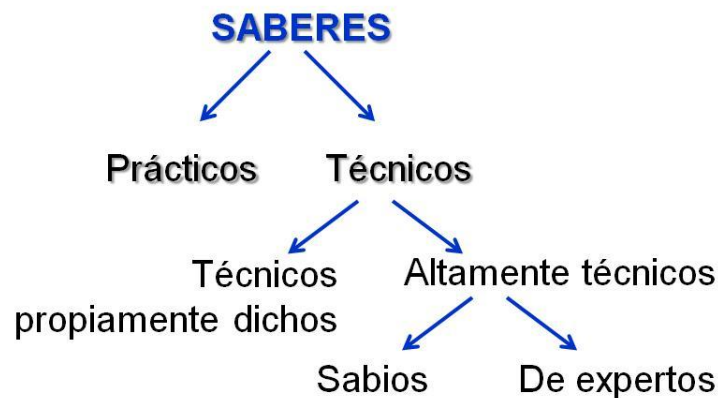 SABERES
Prácticos
Técnicos
Técnicos
propiamente dichos
Altamente técnicos
Sabios
De expertos